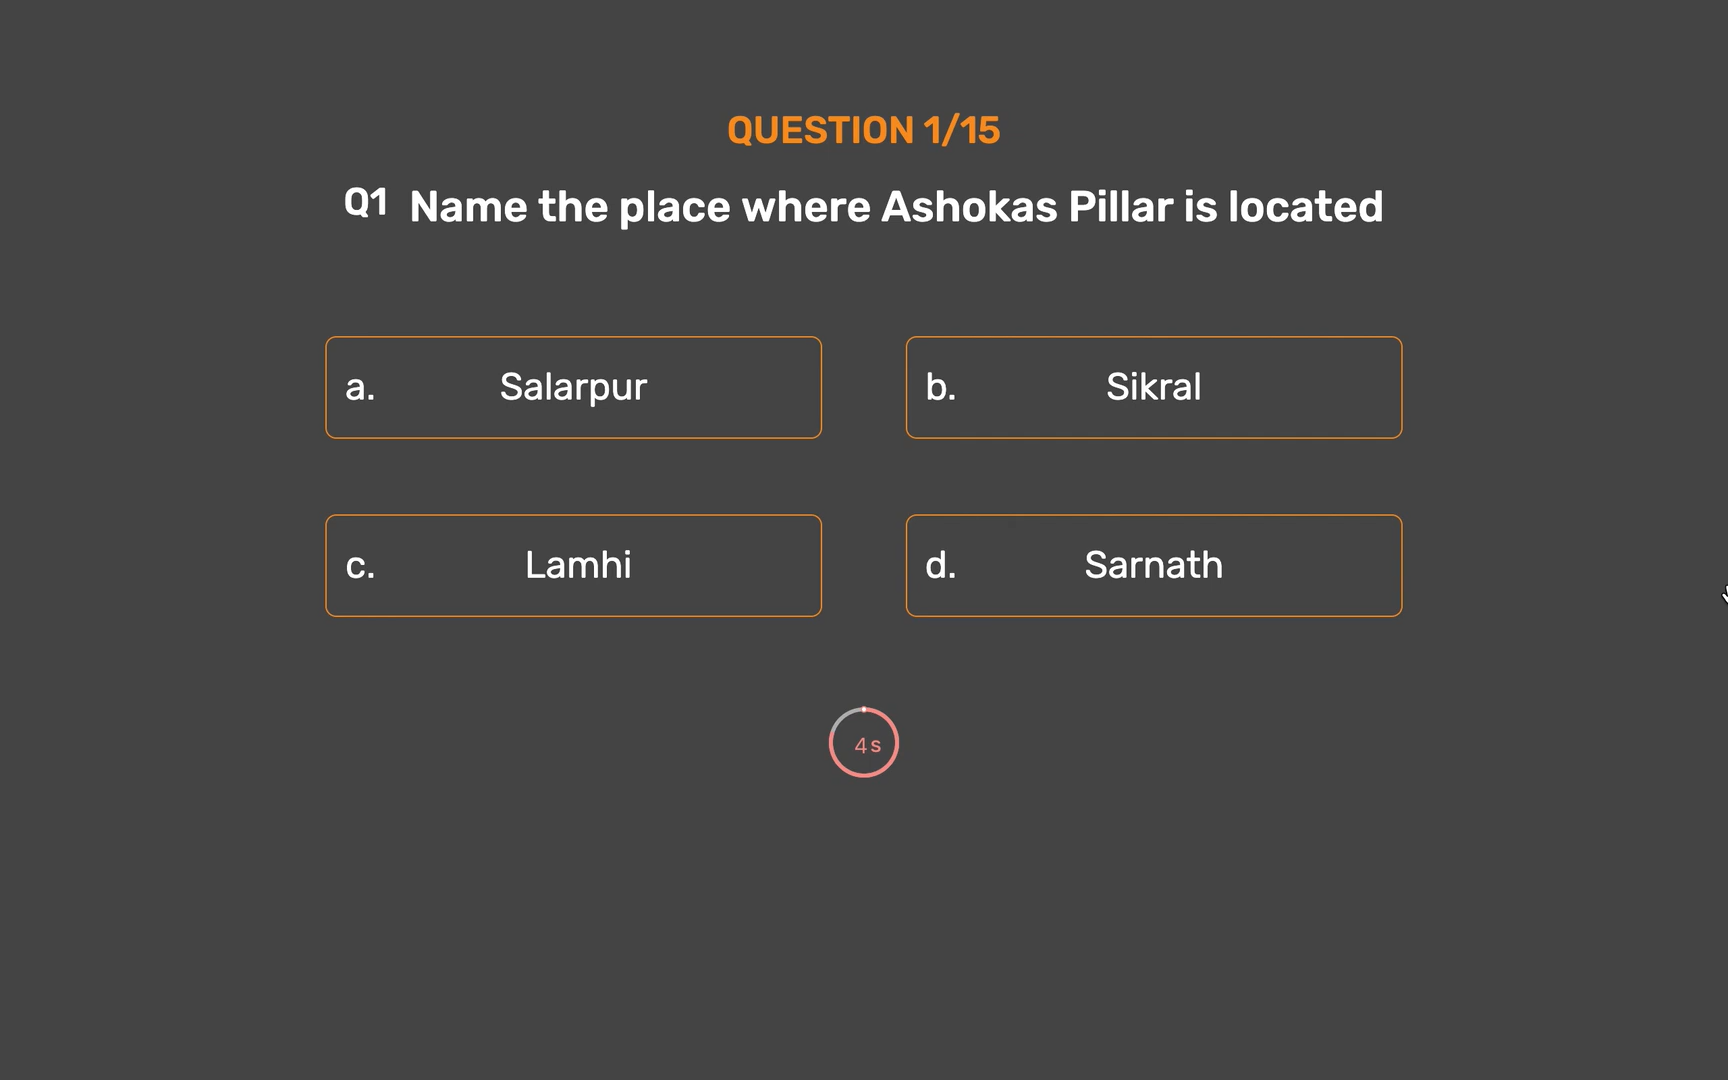 QUESTION 1/15
Q1 Name the place where Ashokas Pillar is located
a. Salarpur
b. Sikral
c. Lamhi
d. Sarnath
4s